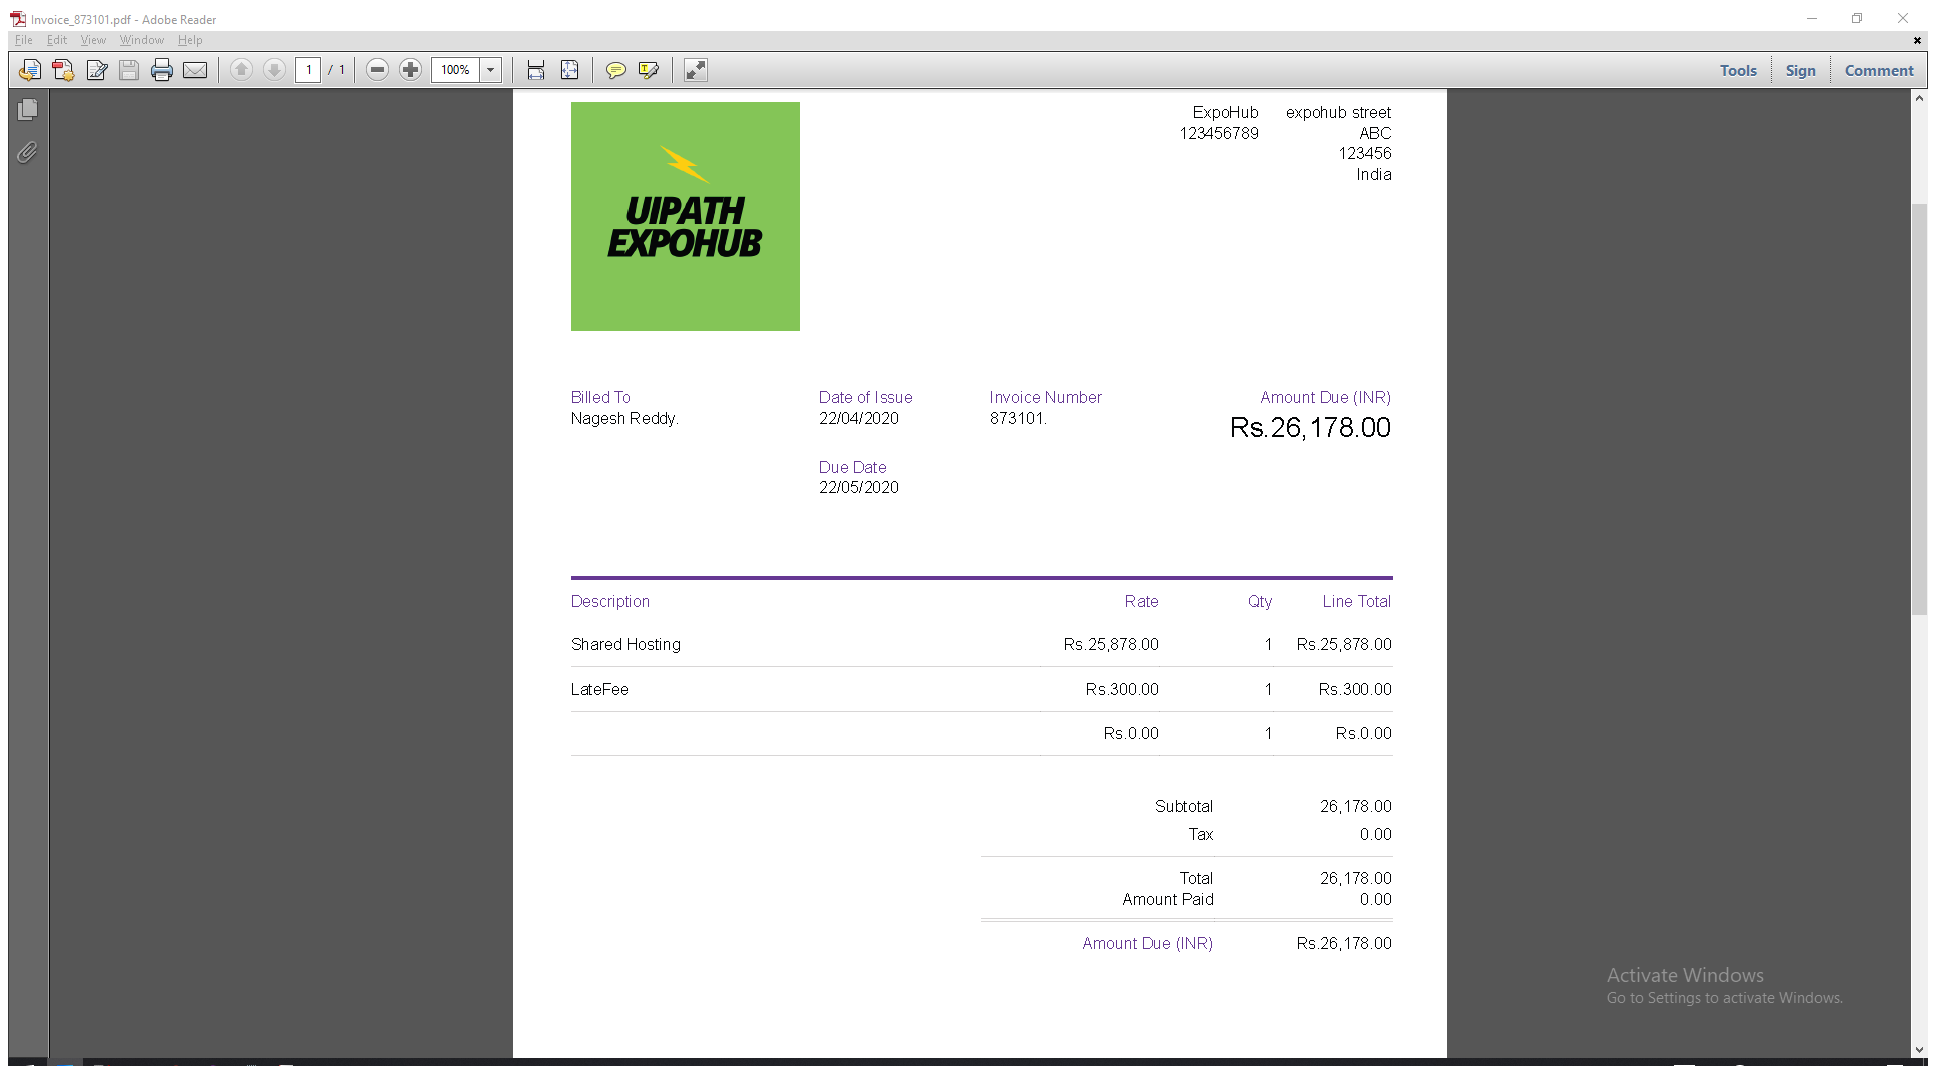 Invoice_873101.pdf - Adobe Reader
File Edit View Window Help
1 / 1 100% Tools Sign Comment
UIPATH
EXPOHUB
ExpoHub expohub street
123456789 ABC
123456
India
Billed To Date of Issue Invoice Number Amount Due (INR)
Nagesh Reddy. 22/04/2020 873101. Rs.26,178.00
Due Date
22/05/2020
Description Rate Qty Line Total
Shared Hosting Rs.25,878.00 1 Rs.25,878.00
LateFee Rs.300.00 1 Rs.300.00
Rs.0.00 1 Rs.0.00
Subtotal 26,178.00
Tax 0.00
Total 26,178.00
Amount Paid 0.00
Amount Due (INR) Rs.26,178.00
Activate Windows
Go to Settings to activate Windows.